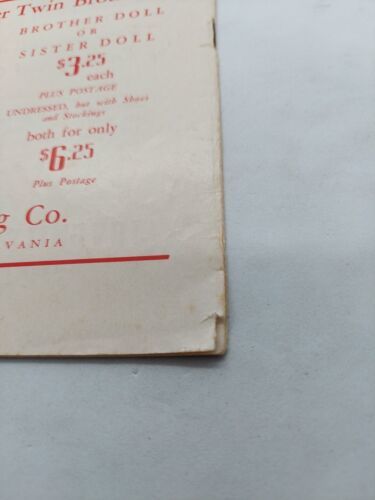 Twin
BROTHER DOLL
OR
SISTER DOLL
$3.25
each
PLUS POSTAGE
UNDRESSED, but with Shoes
and Stockings
both for only
$6.25
Plus Postage
g Co.
VANIA